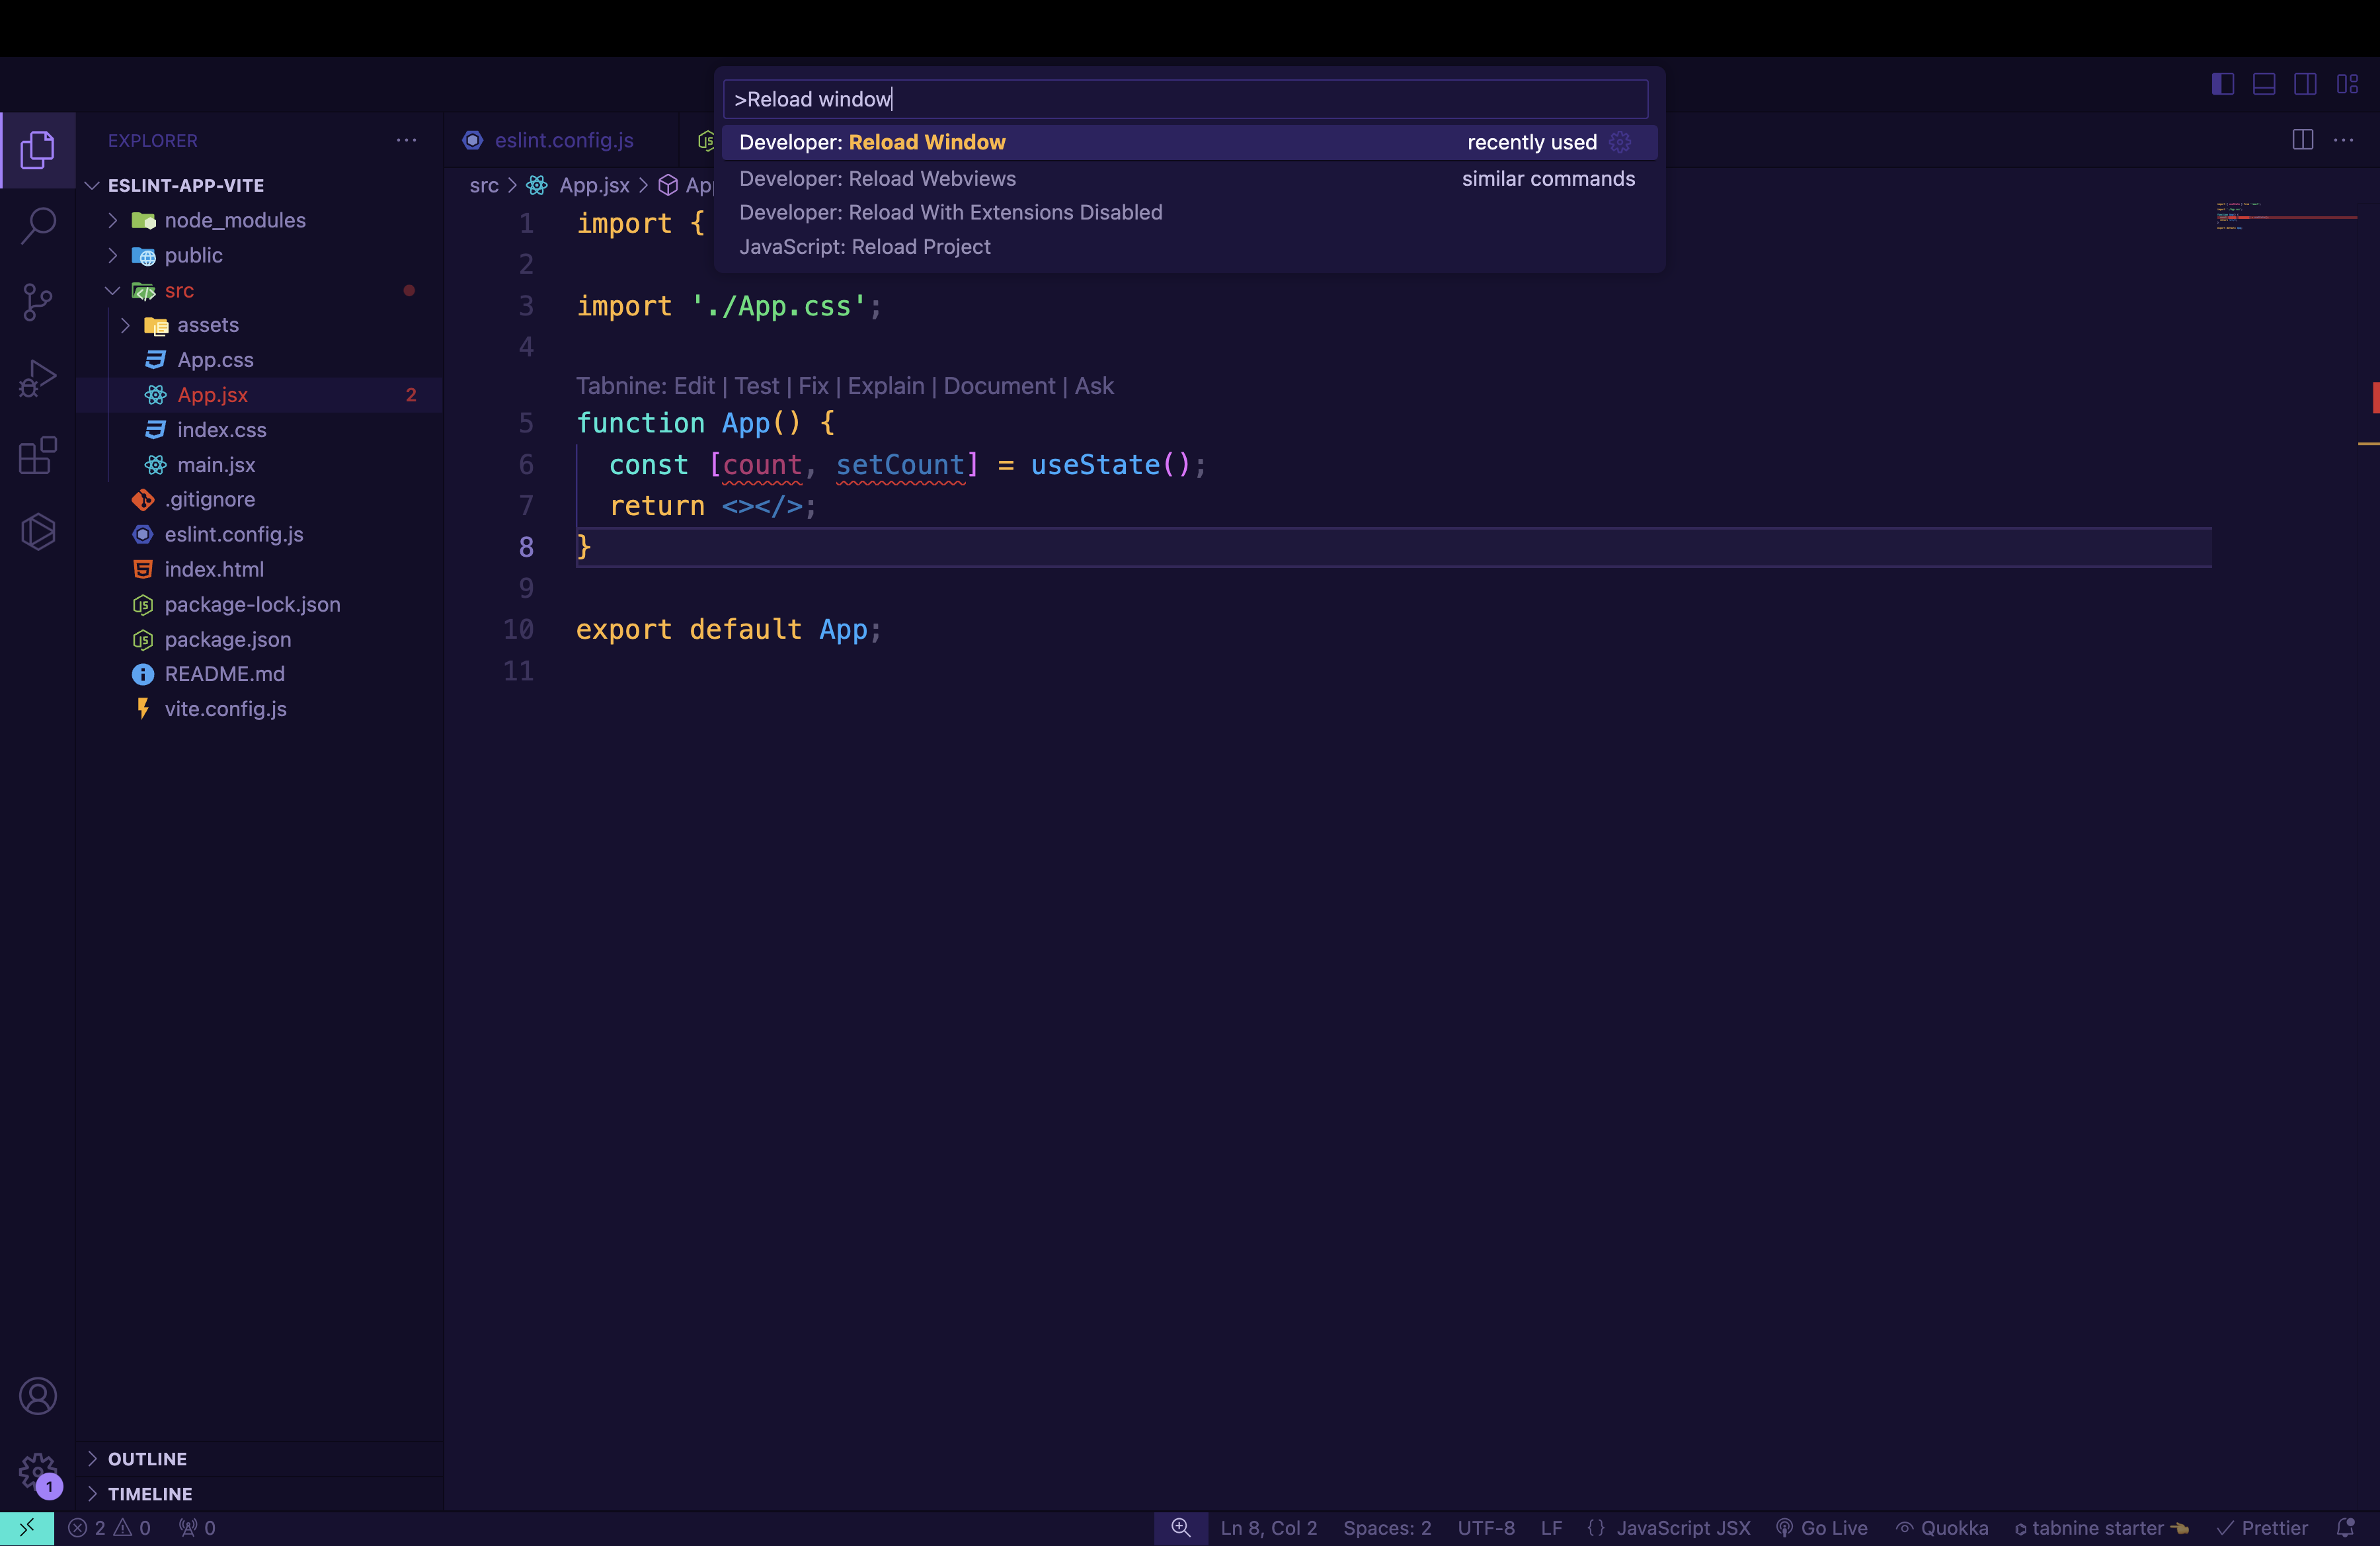 >Reload window
Developer: Reload Window recently used
Developer: Reload Webviews similar commands
Developer: Reload With Extensions Disabled
JavaScript: Reload Project
EXPLORER
ESLINT-APP-VITE
node_modules
public
src
assets
App.css
App.jsx 2
index.css
main.jsx
.gitignore
eslint.config.js
index.html
package-lock.json
package.json
README.md
vite.config.js
OUTLINE
TIMELINE
1
eslint.config.js
src > App.jsx > App
1 import {
2
3 import './App.css';
4
Tabnine: Edit | Test | Fix | Explain | Document | Ask
5 function App() {
6 const [count, setCount] = useState();
7 return <></>;
8 }
9
10 export default App;
11
2 0 0 Ln 8, Col 2 Spaces: 2 UTF-8 LF {} JavaScript JSX Go Live Quokka tabnine starter Prettier